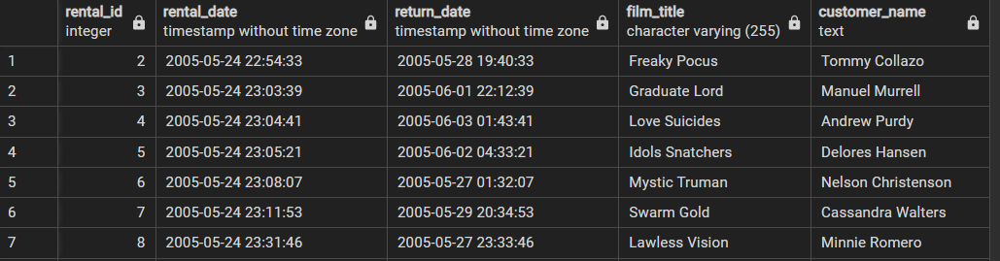 rental_id rental_date return_date film_title customer_name
integer timestamp without time zone timestamp without time zone character varying (255) text
1 2 2005-05-24 22:54:33 2005-05-28 19:40:33 Freaky Pocus Tommy Collazo
2 3 2005-05-24 23:03:39 2005-06-01 22:12:39 Graduate Lord Manuel Murrell
3 4 2005-05-24 23:04:41 2005-06-03 01:43:41 Love Suicides Andrew Purdy
4 5 2005-05-24 23:05:21 2005-06-02 04:33:21 Idols Snatchers Delores Hansen
5 6 2005-05-24 23:08:07 2005-05-27 01:32:07 Mystic Truman Nelson Christenson
6 7 2005-05-24 23:11:53 2005-05-29 20:34:53 Swarm Gold Cassandra Walters
7 8 2005-05-24 23:31:46 2005-05-27 23:33:46 Lawless Vision Minnie Romero